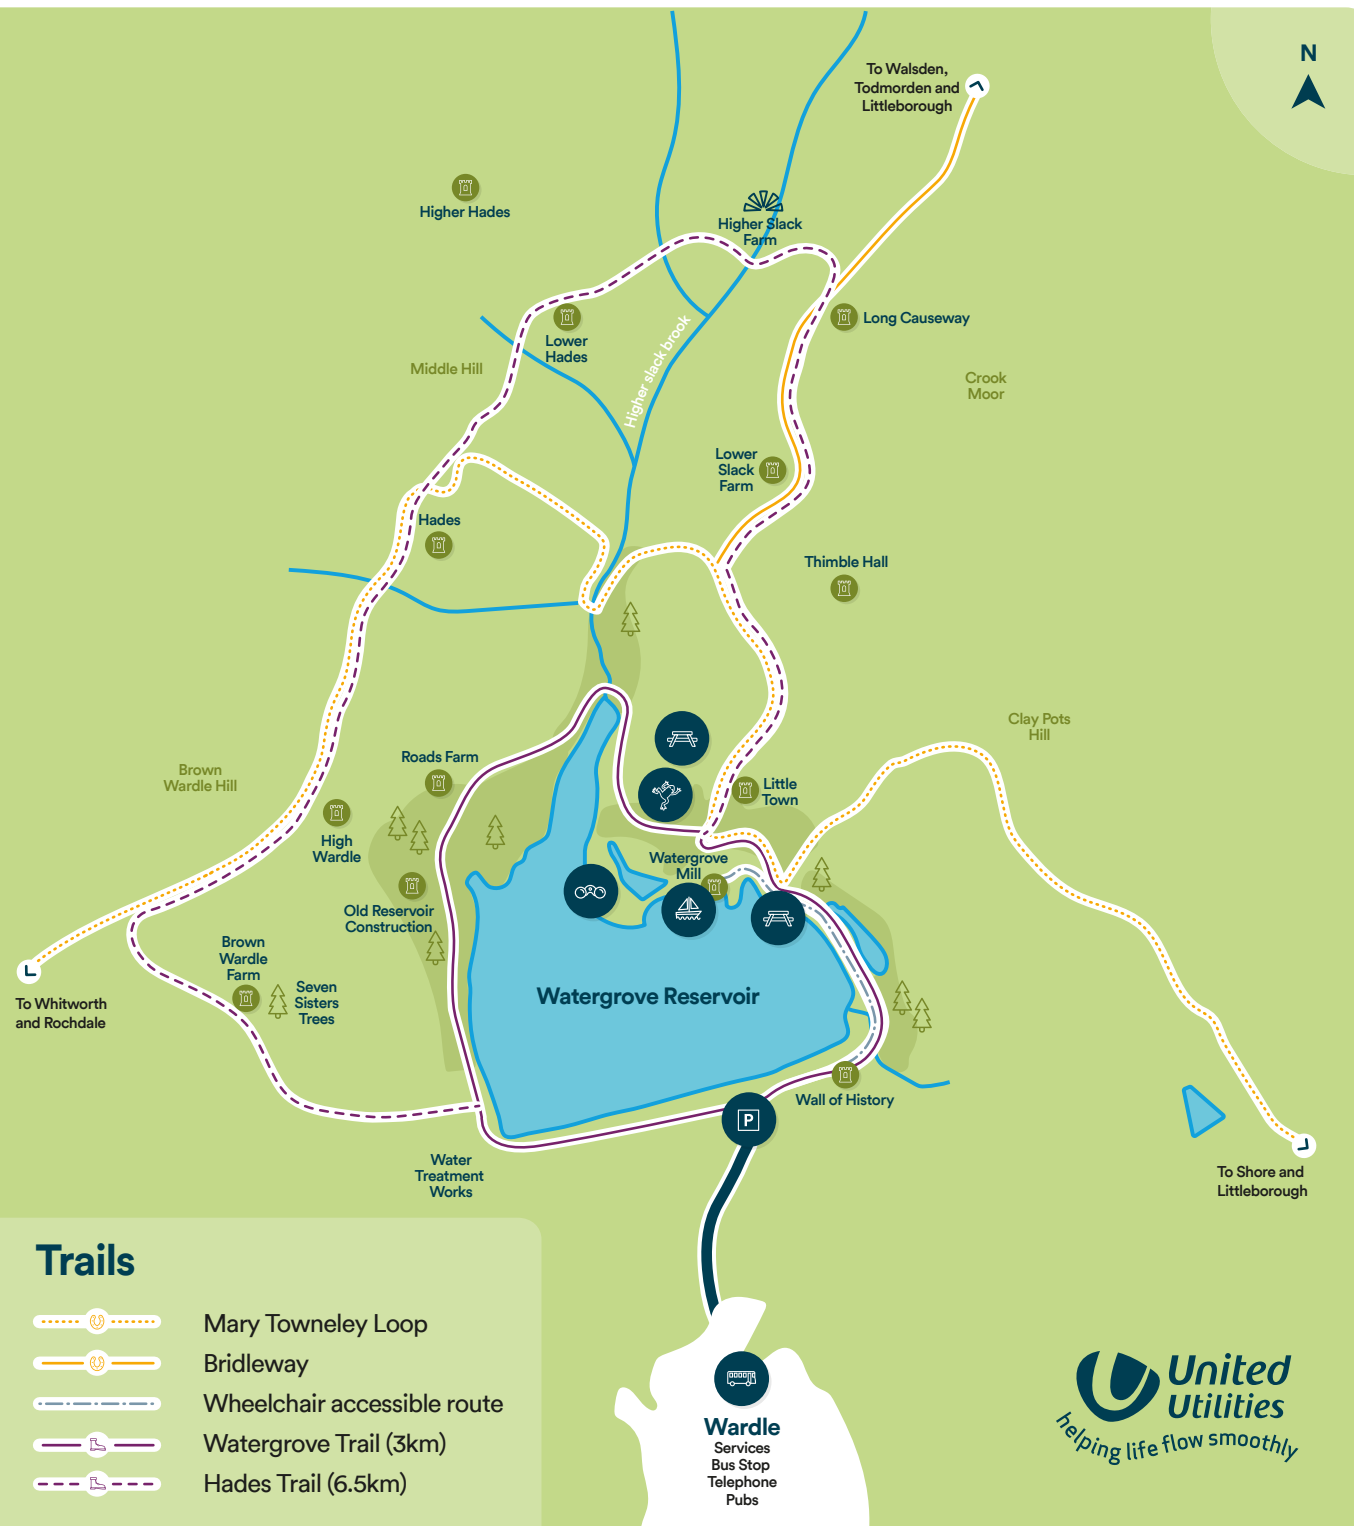 N
To Walsden,
Todmorden and
Littleborough
Higher Hades
Higher Slack
Farm
Long Causeway
Lower
Hades
Higher slack brook
Middle Hill
Crook
Moor
Lower
Slack
Farm
Hades
Thimble Hall
Clay Pots
Hill
Roads Farm
Brown
Wardle Hill
Little
Town
High
Wardle
Watergrove
Mill
Old Reservoir
Construction
Brown
Wardle
Farm
Seven
Sisters
Trees
To Whitworth
and Rochdale
Watergrove Reservoir
Wall of History
P
Water
Treatment
Works
To Shore and
Littleborough
Trails
Mary Towneley Loop
Bridleway
Wheelchair accessible route
Watergrove Trail (3km)
Hades Trail (6.5km)
Wardle
Services
Bus Stop
Telephone
Pubs
United
Utilities
helping life flow smoothly